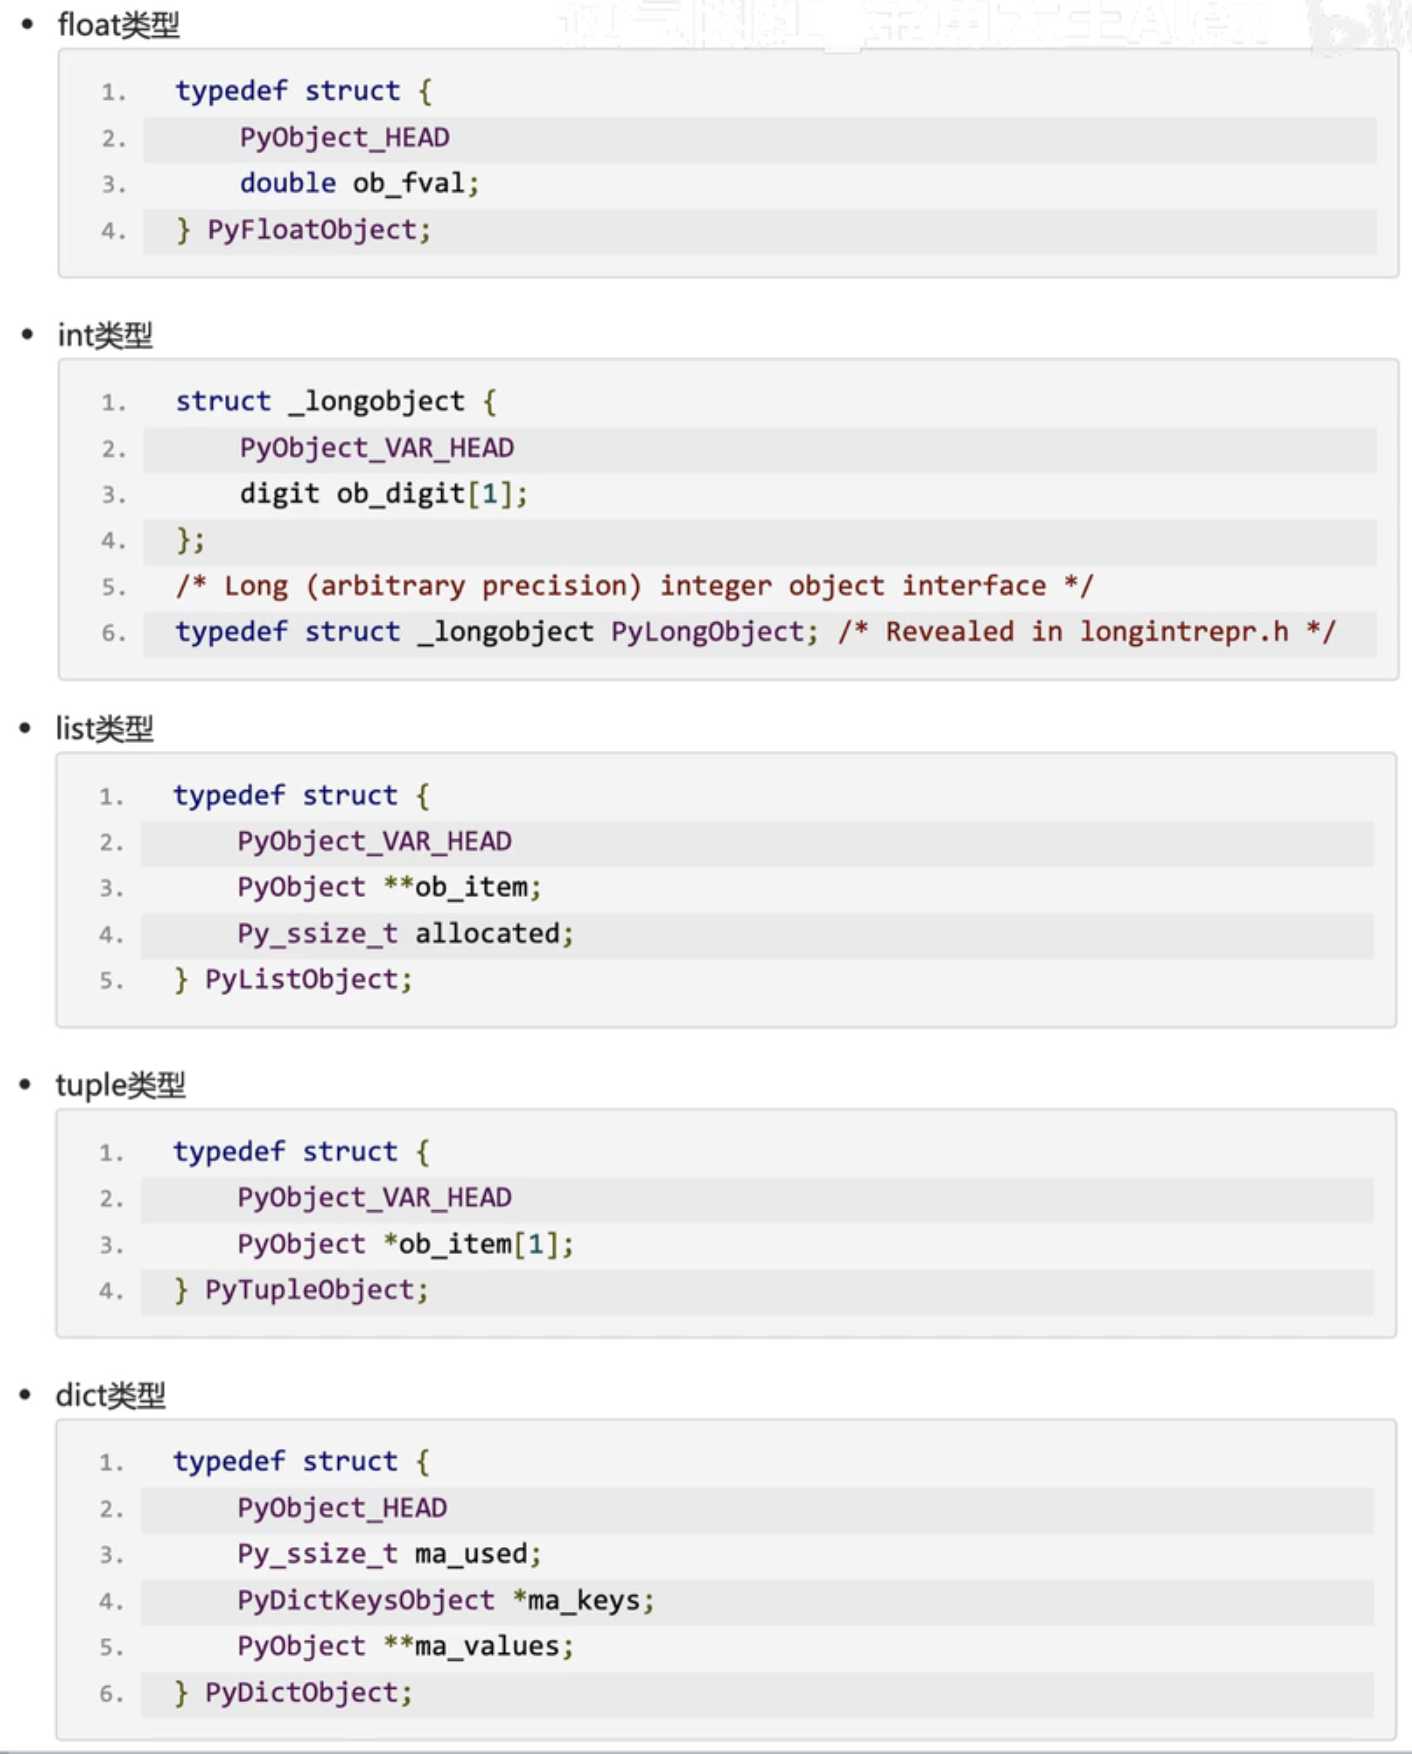 float类型
1. typedef struct {
2. PyObject_HEAD
3. double ob_fval;
4. } PyFloatObject;
int类型
1. struct _longobject {
2. PyObject_VAR_HEAD
3. digit ob_digit[1];
4. };
5. /* Long (arbitrary precision) integer object interface */
6. typedef struct _longobject PyLongObject; /* Revealed in longintrepr.h */
list类型
1. typedef struct {
2. PyObject_VAR_HEAD
3. PyObject **ob_item;
4. Py_ssize_t allocated;
5. } PyListObject;
tuple类型
1. typedef struct {
2. PyObject_VAR_HEAD
3. PyObject *ob_item[1];
4. } PyTupleObject;
dict类型
1. typedef struct {
2. PyObject_HEAD
3. Py_ssize_t ma_used;
4. PyDictKeysObject *ma_keys;
5. PyObject **ma_values;
6. } PyDictObject;